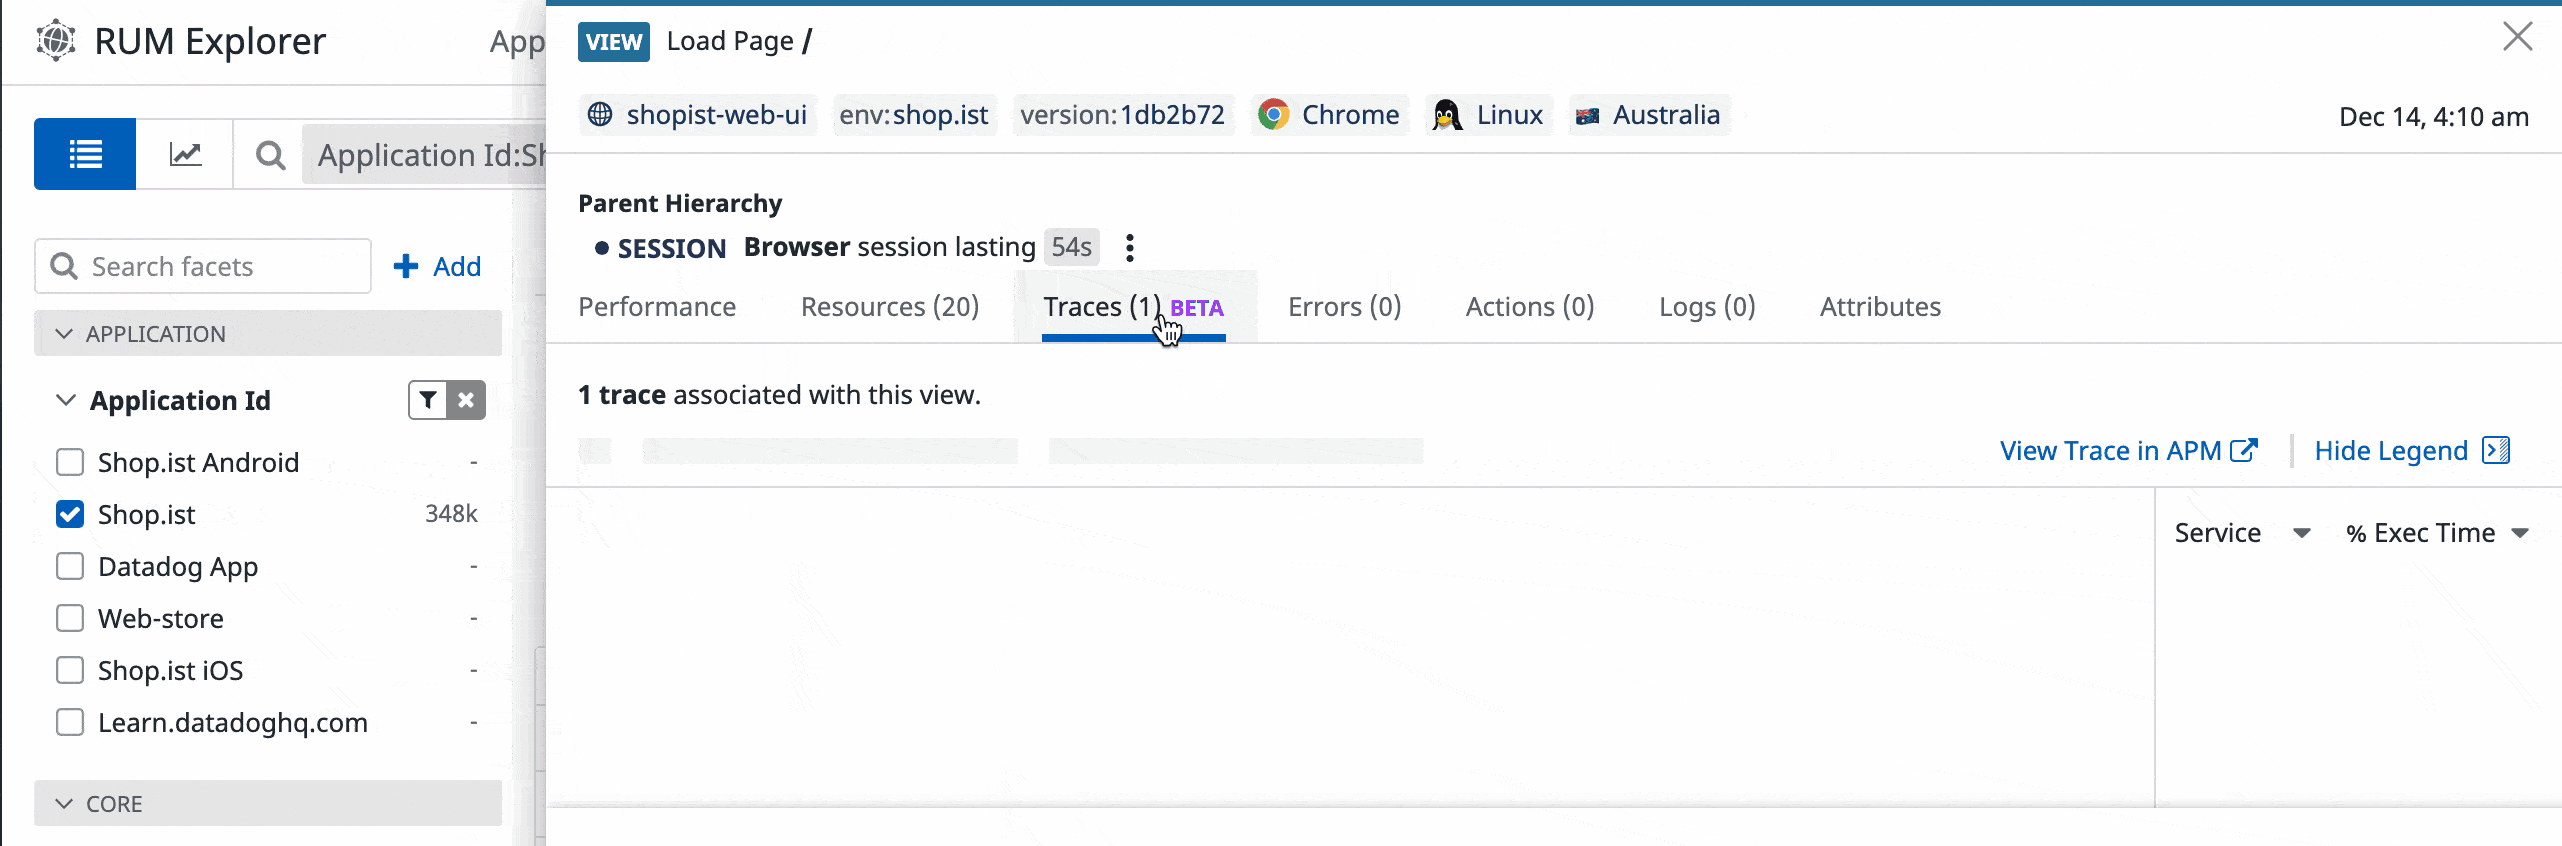 RUM Explorer
App
Application Id:Sh
Search facets
Add
APPLICATION
Application Id
Shop.ist Android -
Shop.ist 348k
Datadog App -
Web-store -
Shop.ist iOS -
Learn.datadoghq.com -
CORE
VIEW Load Page /
shopist-web-ui env:shop.ist version:1db2b72 Chrome Linux Australia Dec 14, 4:10 am
Parent Hierarchy
SESSION Browser session lasting 54s
Performance Resources (20) Traces (1) BETA Errors (0) Actions (0) Logs (0) Attributes
1 trace associated with this view.
View Trace in APM Hide Legend
Service % Exec Time